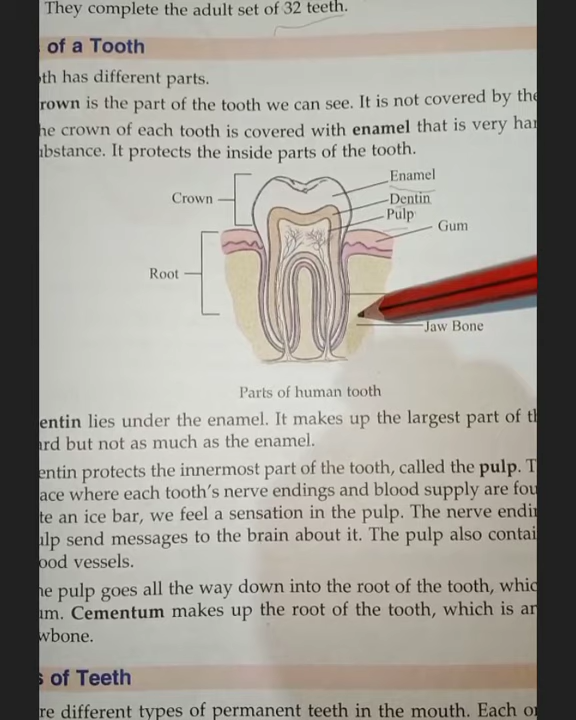 They complete the adult set of 32 teeth.
of a Tooth
th has different parts.
rown is the part of the tooth we can see. It is not covered by the
he crown of each tooth is covered with enamel that is very har
bstance. It protects the inside parts of the tooth.
Enamel
Crown
Dentin
Pulp
Gum
Root
Jaw Bone
Parts of human tooth
entin lies under the enamel. It makes up the largest part of th
rd but not as much as the enamel.
entin protects the innermost part of the tooth, called the pulp. T
ace where each tooth's nerve endings and blood supply are fou
te an ice bar, we feel a sensation in the pulp. The nerve endin
ulp send messages to the brain about it. The pulp also contai
ood vessels.
e pulp goes all the way down into the root of the tooth, whic
um. Cementum makes up the root of the tooth, which is an
wbone.
s of Teeth
re different types of permanent teeth in the mouth. Each o